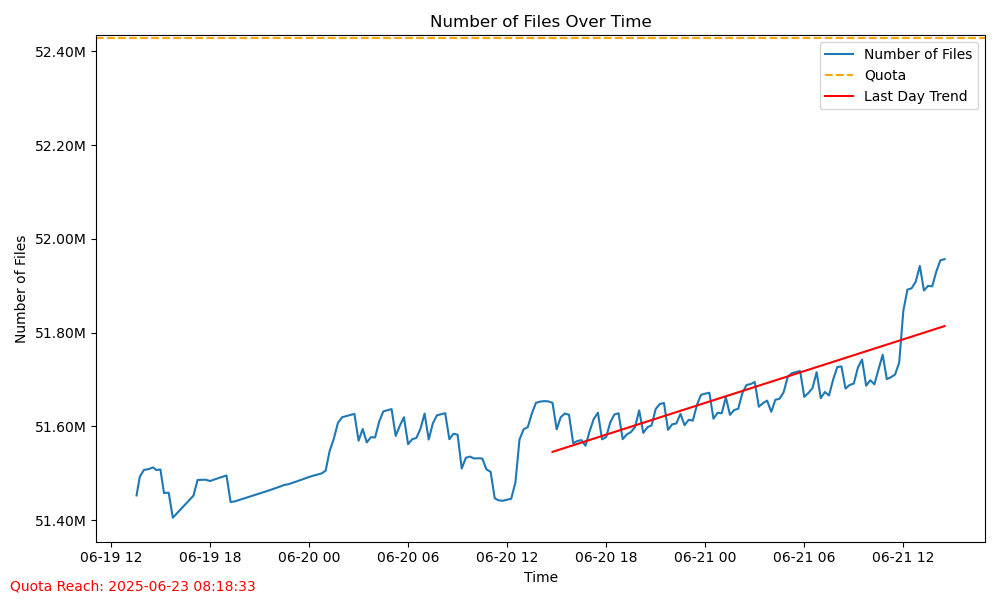 Number of Files Over Time
52.40M
52.20M
52.00M
51.80M
51.60M
51.40M
Number of Files
Number of Files
Quota
Last Day Trend
06-19 12
06-19 18
06-20 00
06-20 06
06-20 12
06-20 18
06-21 00
06-21 06
06-21 12
Time
Quota Reach: 2025-06-23 08:18:33